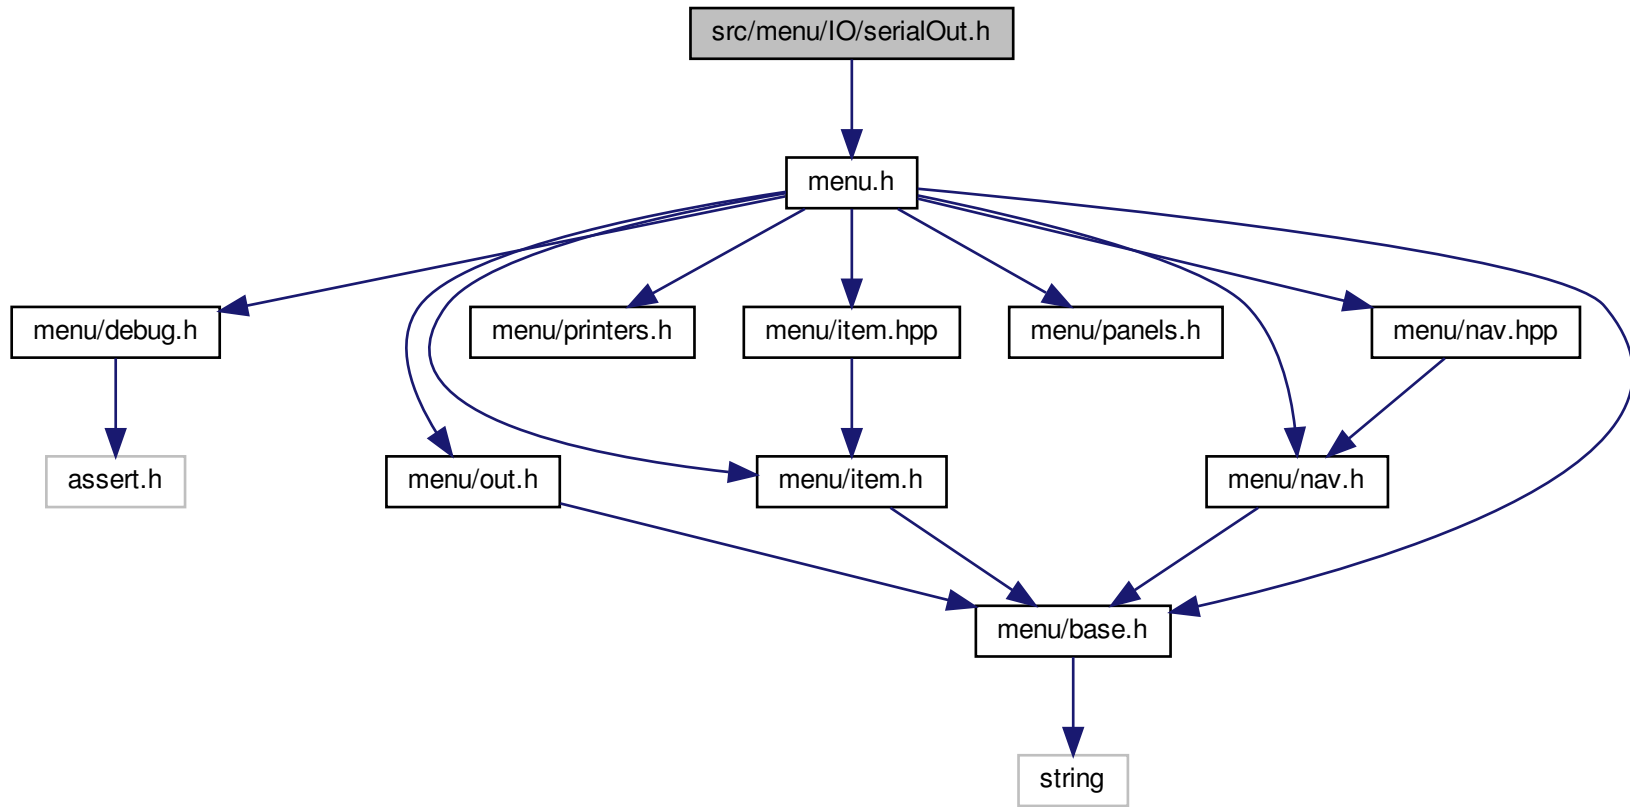 src/menu/IO/serialOut.h
menu.h
menu/debug.h
menu/printers.h
menu/item.hpp
menu/panels.h
menu/nav.hpp
assert.h
menu/out.h
menu/item.h
menu/nav.h
menu/base.h
string